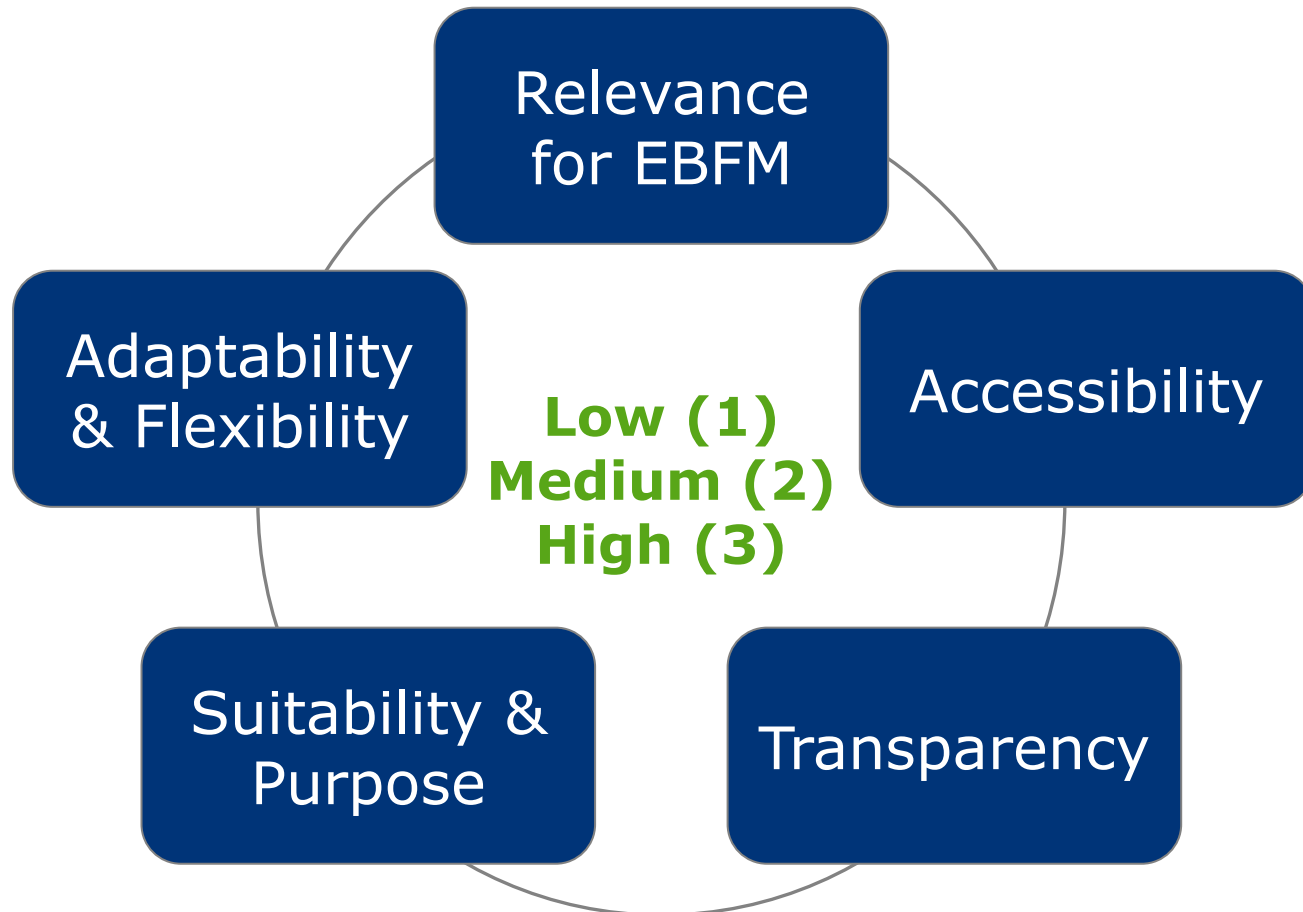 Relevance
for EBFM
Accessibility
Transparency
Suitability &
Purpose
Adaptability
& Flexibility
Low (1)
Medium (2)
High (3)